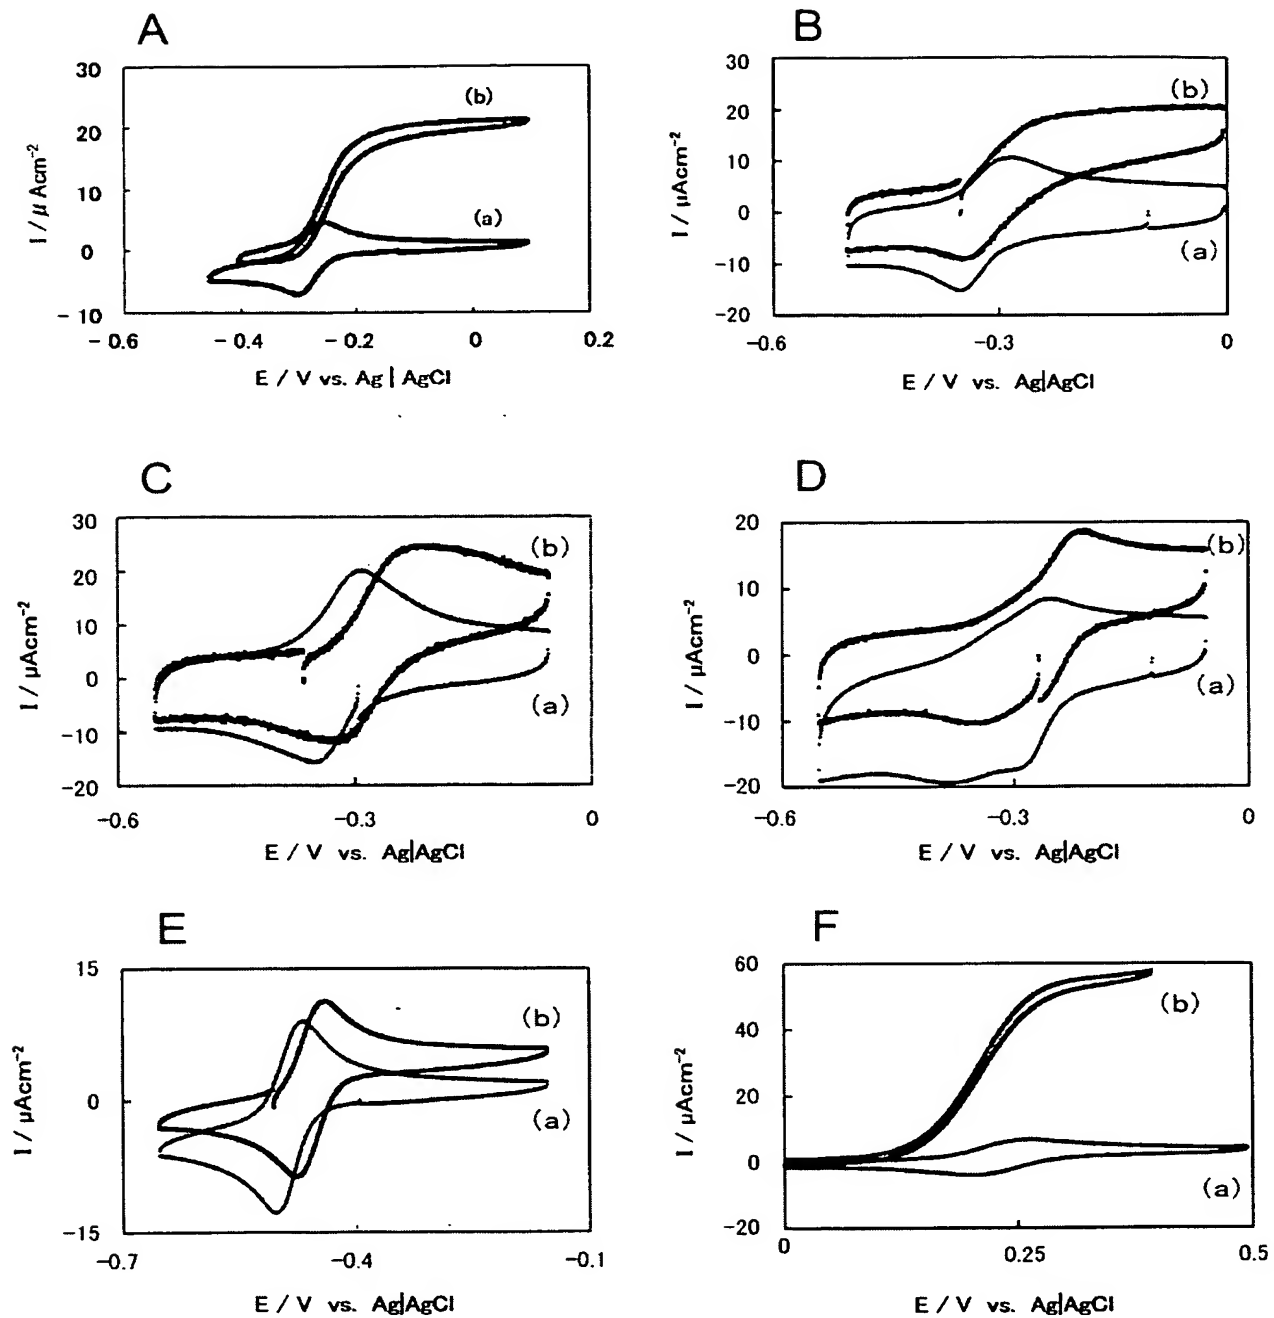 A
30
20
10
0
- 10
I / μ Acm⁻²
(b)
(a)
- 0.6
- 0.4
- 0.2
0
0.2
E / V vs. Ag | AgCl
B
30
20
10
0
-10
-20
I / μAcm⁻²
(b)
(a)
-0.6
-0.3
0
E / V vs. Ag|AgCl
C
30
20
10
0
-10
-20
I / μAcm⁻²
(b)
(a)
-0.6
-0.3
0
E / V vs. Ag|AgCl
D
20
10
0
-10
-20
I / μAcm⁻²
(b)
(a)
-0.6
-0.3
0
E / V vs. Ag|AgCl
E
15
0
-15
I / μAcm⁻²
(b)
(a)
-0.7
-0.4
-0.1
E / V vs. Ag|AgCl
F
60
40
20
0
-20
I / μAcm⁻²
(b)
(a)
0
0.25
0.5
E / V vs. Ag|AgCl